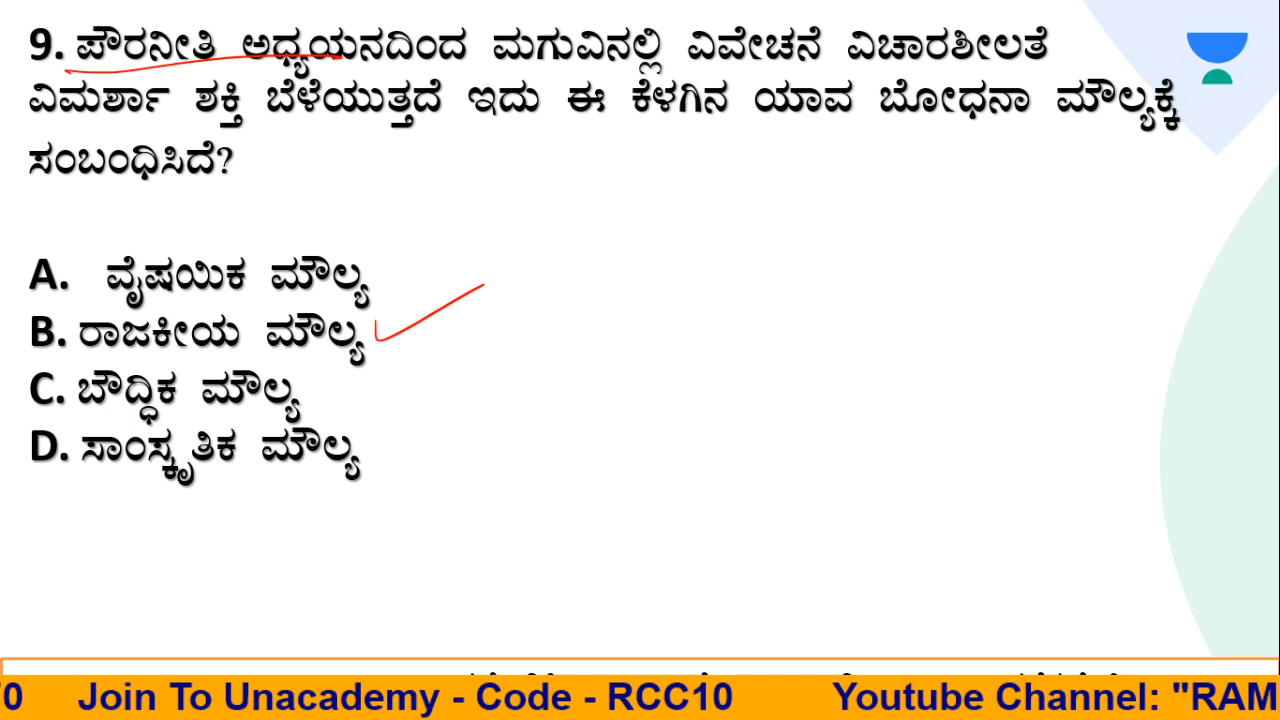 9. ಪೌರನೀತಿ ಅಧ್ಯಯನದಿಂದ ಮಗುವಿನಲ್ಲಿ ವಿವೇಚನೆ ವಿಚಾರಶೀಲತೆ
ವಿಮರ್ಶಾ ಶಕ್ತಿ ಬೆಳೆಯುತ್ತದೆ ಇದು ಈ ಕೆಳಗಿನ ಯಾವ ಬೋಧನಾ ಮೌಲ್ಯಕ್ಕೆ
ಸಂಬಂಧಿಸಿದೆ?
A. ವೈಷಯಿಕ ಮೌಲ್ಯ
B. ರಾಜಕೀಯ ಮೌಲ್ಯ
C. ಬೌದ್ಧಿಕ ಮೌಲ್ಯ
D. ಸಾಂಸ್ಕೃತಿಕ ಮೌಲ್ಯ
0 Join To Unacademy - Code - RCC10 Youtube Channel: "RAM